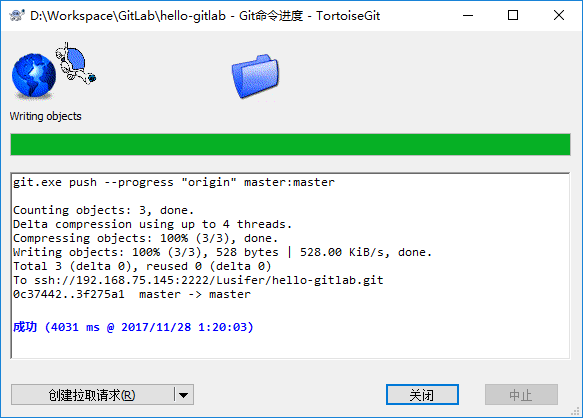 D:\Workspace\GitLab\hello-gitlab - Git命令进度 - TortoiseGit
Writing objects
git.exe push --progress "origin" master:master
Counting objects: 3, done.
Delta compression using up to 4 threads.
Compressing objects: 100% (3/3), done.
Writing objects: 100% (3/3), 528 bytes | 528.00 KiB/s, done.
Total 3 (delta 0), reused 0 (delta 0)
To ssh://192.168.75.145:2222/Lusifer/hello-gitlab.git
0c37442..3f275a1  master -> master
成功 (4031 ms @ 2017/11/28 1:20:03)
创建拉取请求(R)
关闭
中止